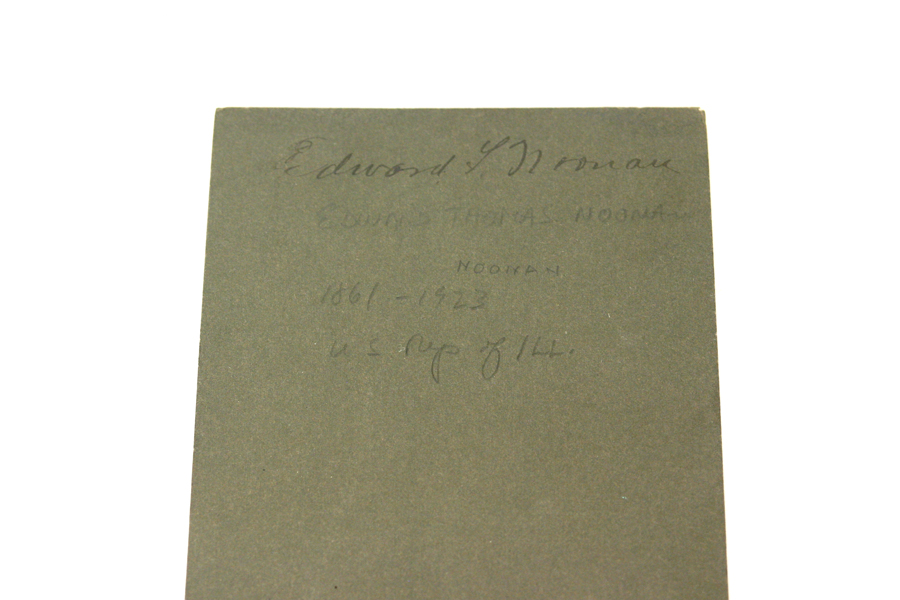 Edward T. Noonan
EDWARD THOMAS NOONAN
NOONAN
1861 - 1923
U S Rep of ILL.